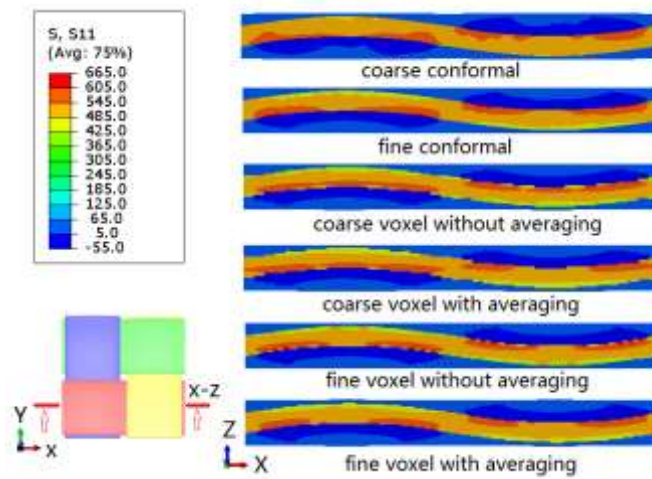 S, S11
(Avg: 75%)
665.0
605.0
545.0
485.0
425.0
365.0
305.0
245.0
185.0
125.0
65.0
5.0
-55.0
coarse conformal
fine conformal
coarse voxel without averaging
coarse voxel with averaging
fine voxel without averaging
fine voxel with averaging
X-Z
Y
X
Z
X